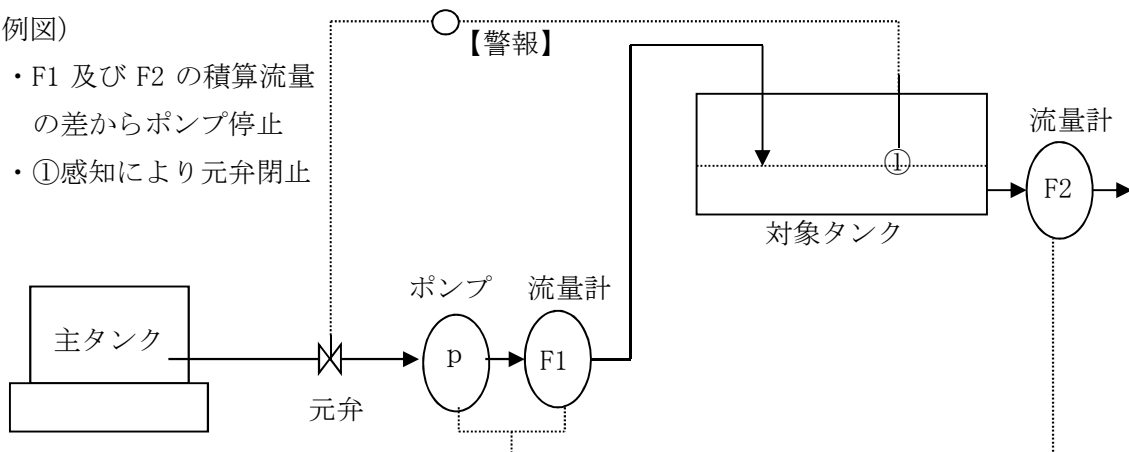 例図)
・F1 及び F2 の積算流量
の差からポンプ停止
・①感知により元弁閉止
【警報】
①
流量計
F2
対象タンク
ポンプ
流量計
主タンク
p
F1
元弁